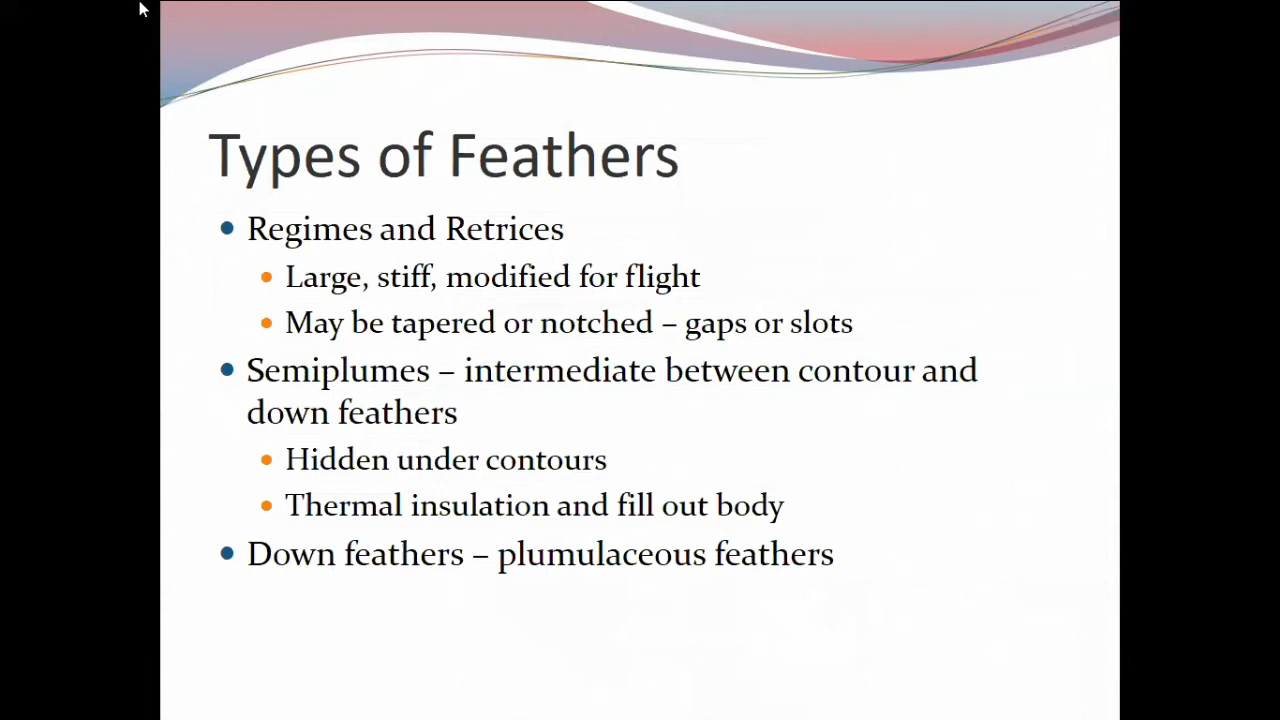 Types of Feathers
Regimes and Retrices
Large, stiff, modified for flight
May be tapered or notched – gaps or slots
Semiplumes – intermediate between contour and
down feathers
Hidden under contours
Thermal insulation and fill out body
Down feathers – plumulaceous feathers